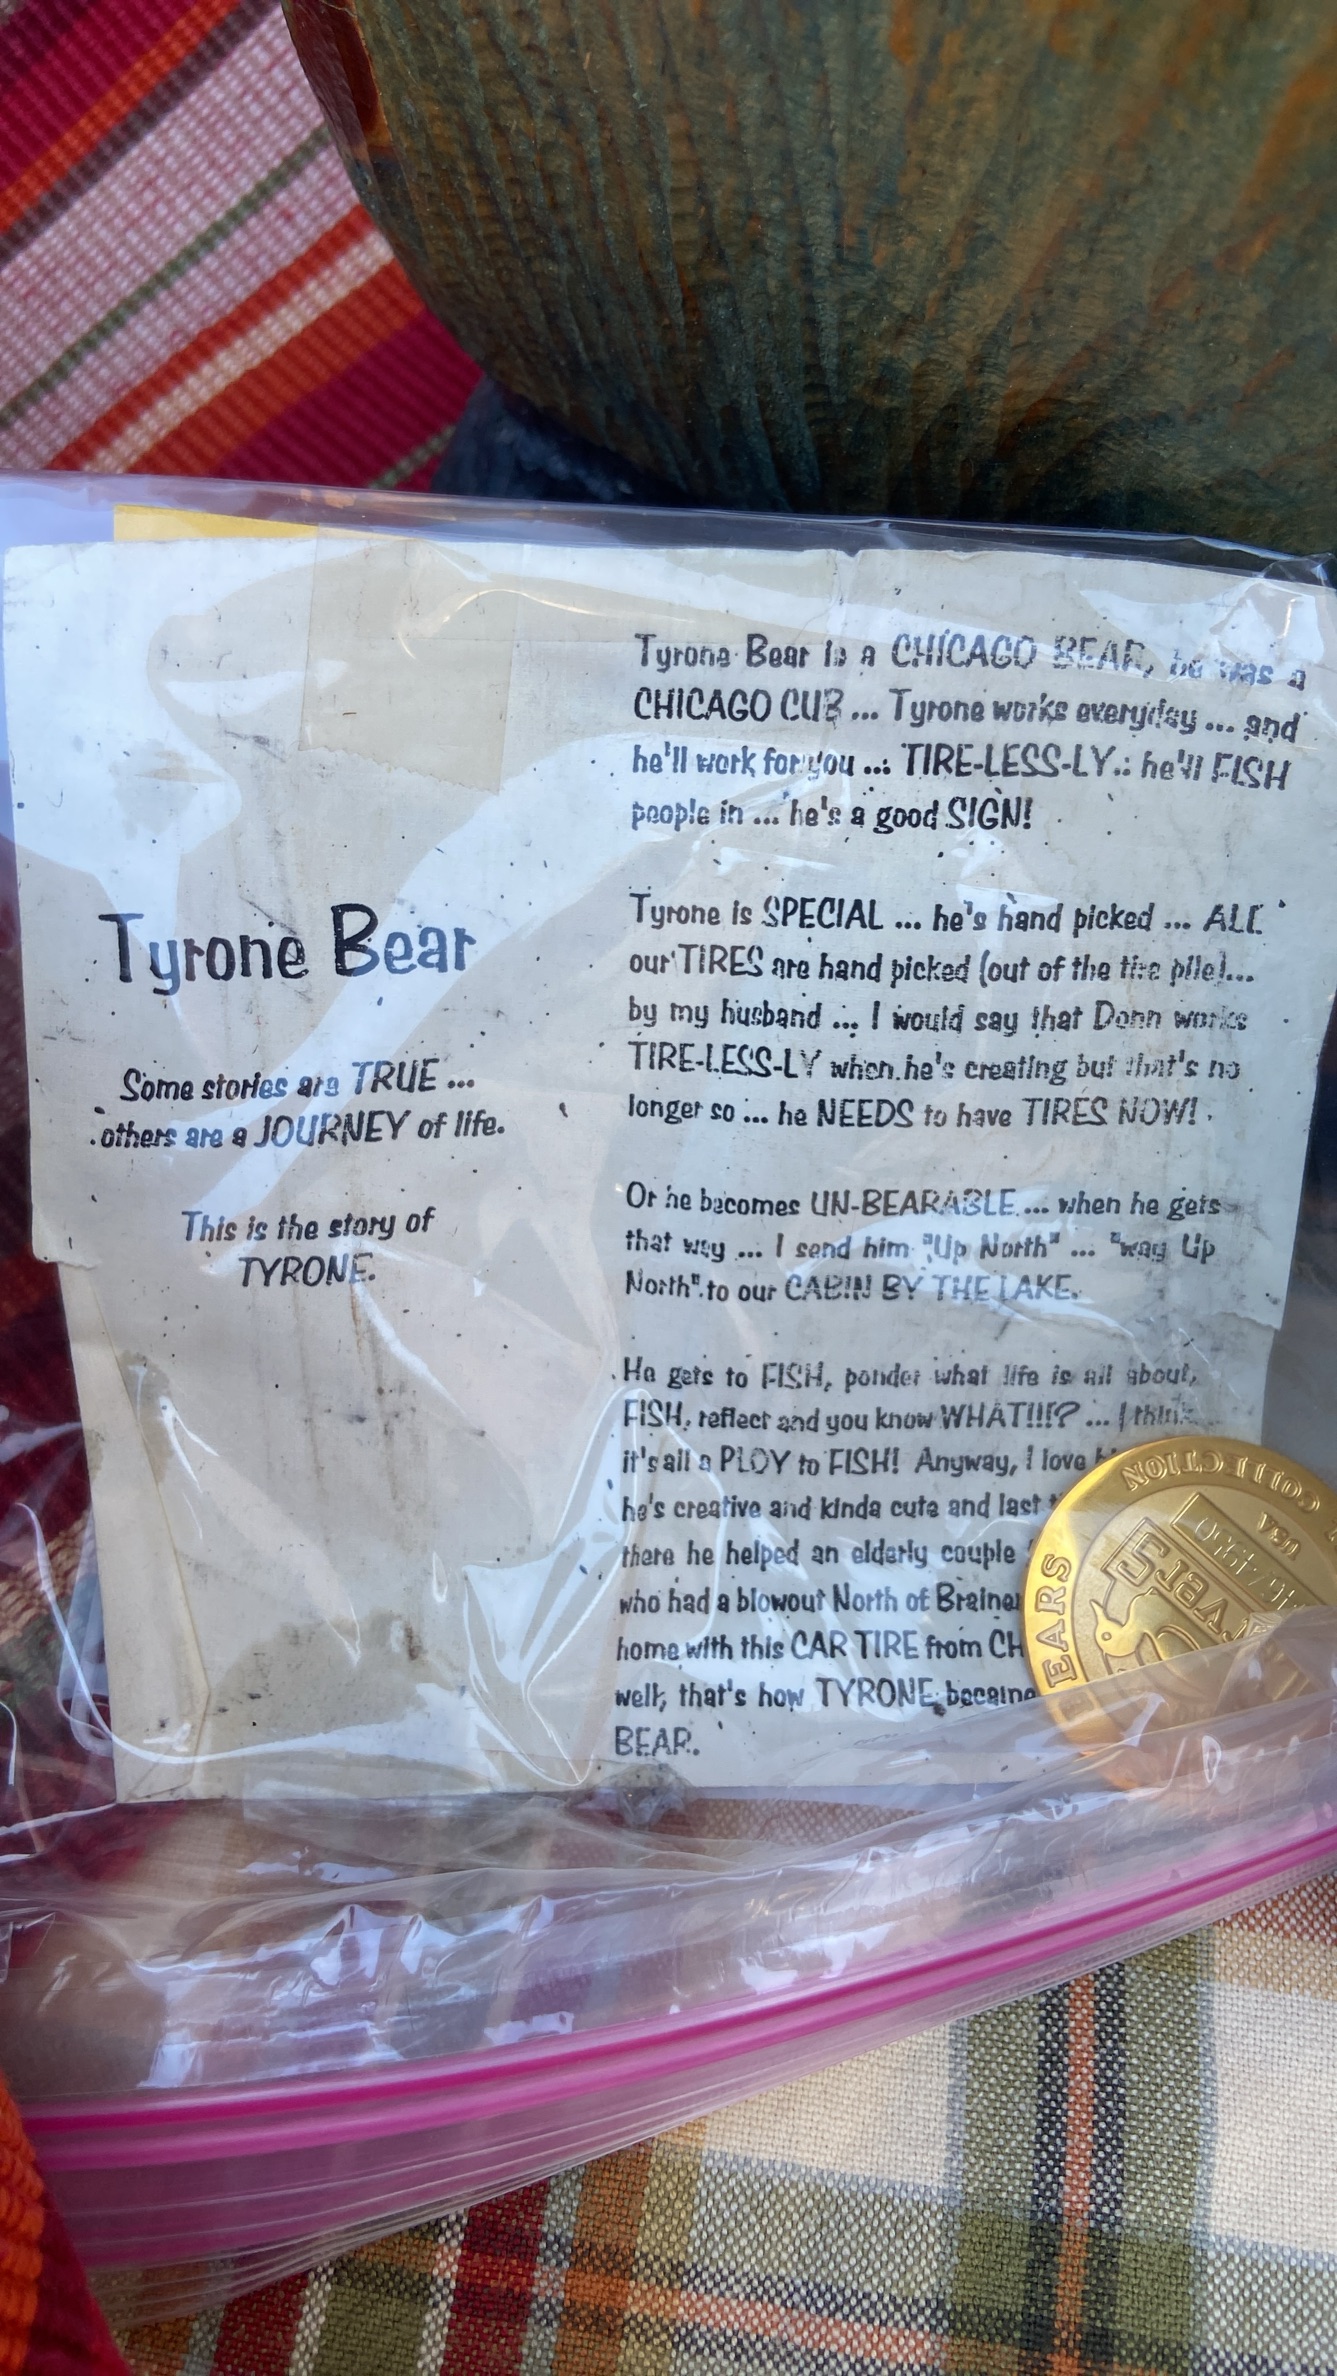 Tyrone Bear
Some stories are TRUE ...
others are a JOURNEY of life.
This is the story of
TYRONE.
Tyrone Bear is a CHICAGO BEAR, he was a
CHICAGO CUB ... Tyrone works everyday ... and
he'll work for you ... TIRE-LESS-LY.: he'll FISH
people in ... he's a good SIGN!
Tyrone is SPECIAL ... he's hand picked ... ALL
our TIRES are hand picked (out of the tire pile)...
by my husband ... I would say that Donn works
TIRE-LESS-LY when he's creating but that's no
longer so ... he NEEDS to have TIRES NOW!
Or he becomes UN-BEARABLE ... when he gets
that way ... I send him "Up North" ... "way Up
North" to our CABIN BY THE LAKE.
He gets to FISH, ponder what life is all about,
FISH, reflect and you know WHAT!!!? ... I think
it's all a PLOY to FISH! Anyway, I love
he's creative and kinda cute and last
there he helped an elderly couple
who had a blowout North of
home with this CAR TIRE from
well, that's how TYRONE became
BEAR.
COLLECTION
USA
EARS